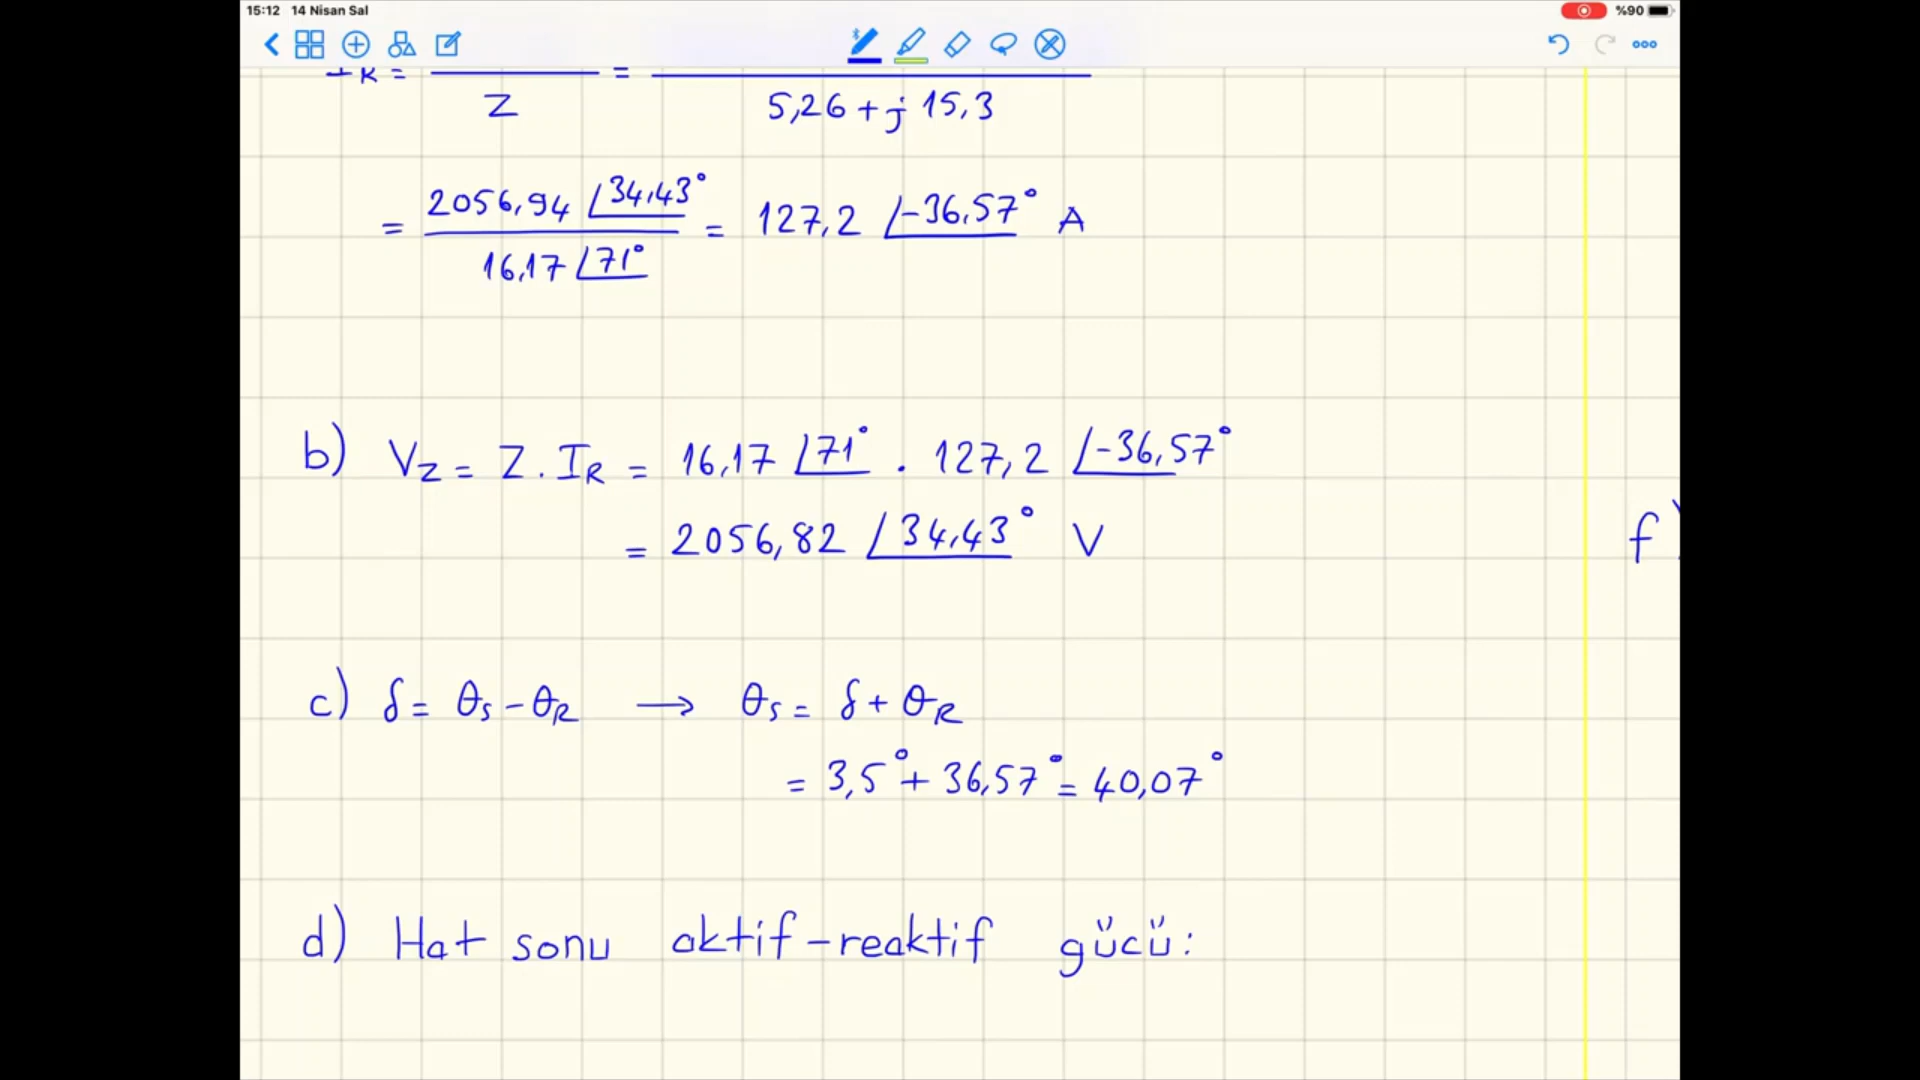 15:12 14 Nisan Sal
%90
I_R = ― = ―
Z 5,26 + j 15,3
= 2056,94 ∠34,43° / 16,17 ∠71° = 127,2 ∠-36,57° A
b) V_Z = Z . I_R = 16,17 ∠71° . 127,2 ∠-36,57°
= 2056,82 ∠34,43° V
f)
c) δ = θ_S - θ_R → θ_S = δ + θ_R
= 3,5° + 36,57° = 40,07°
d) Hat sonu aktif-reaktif gücü: